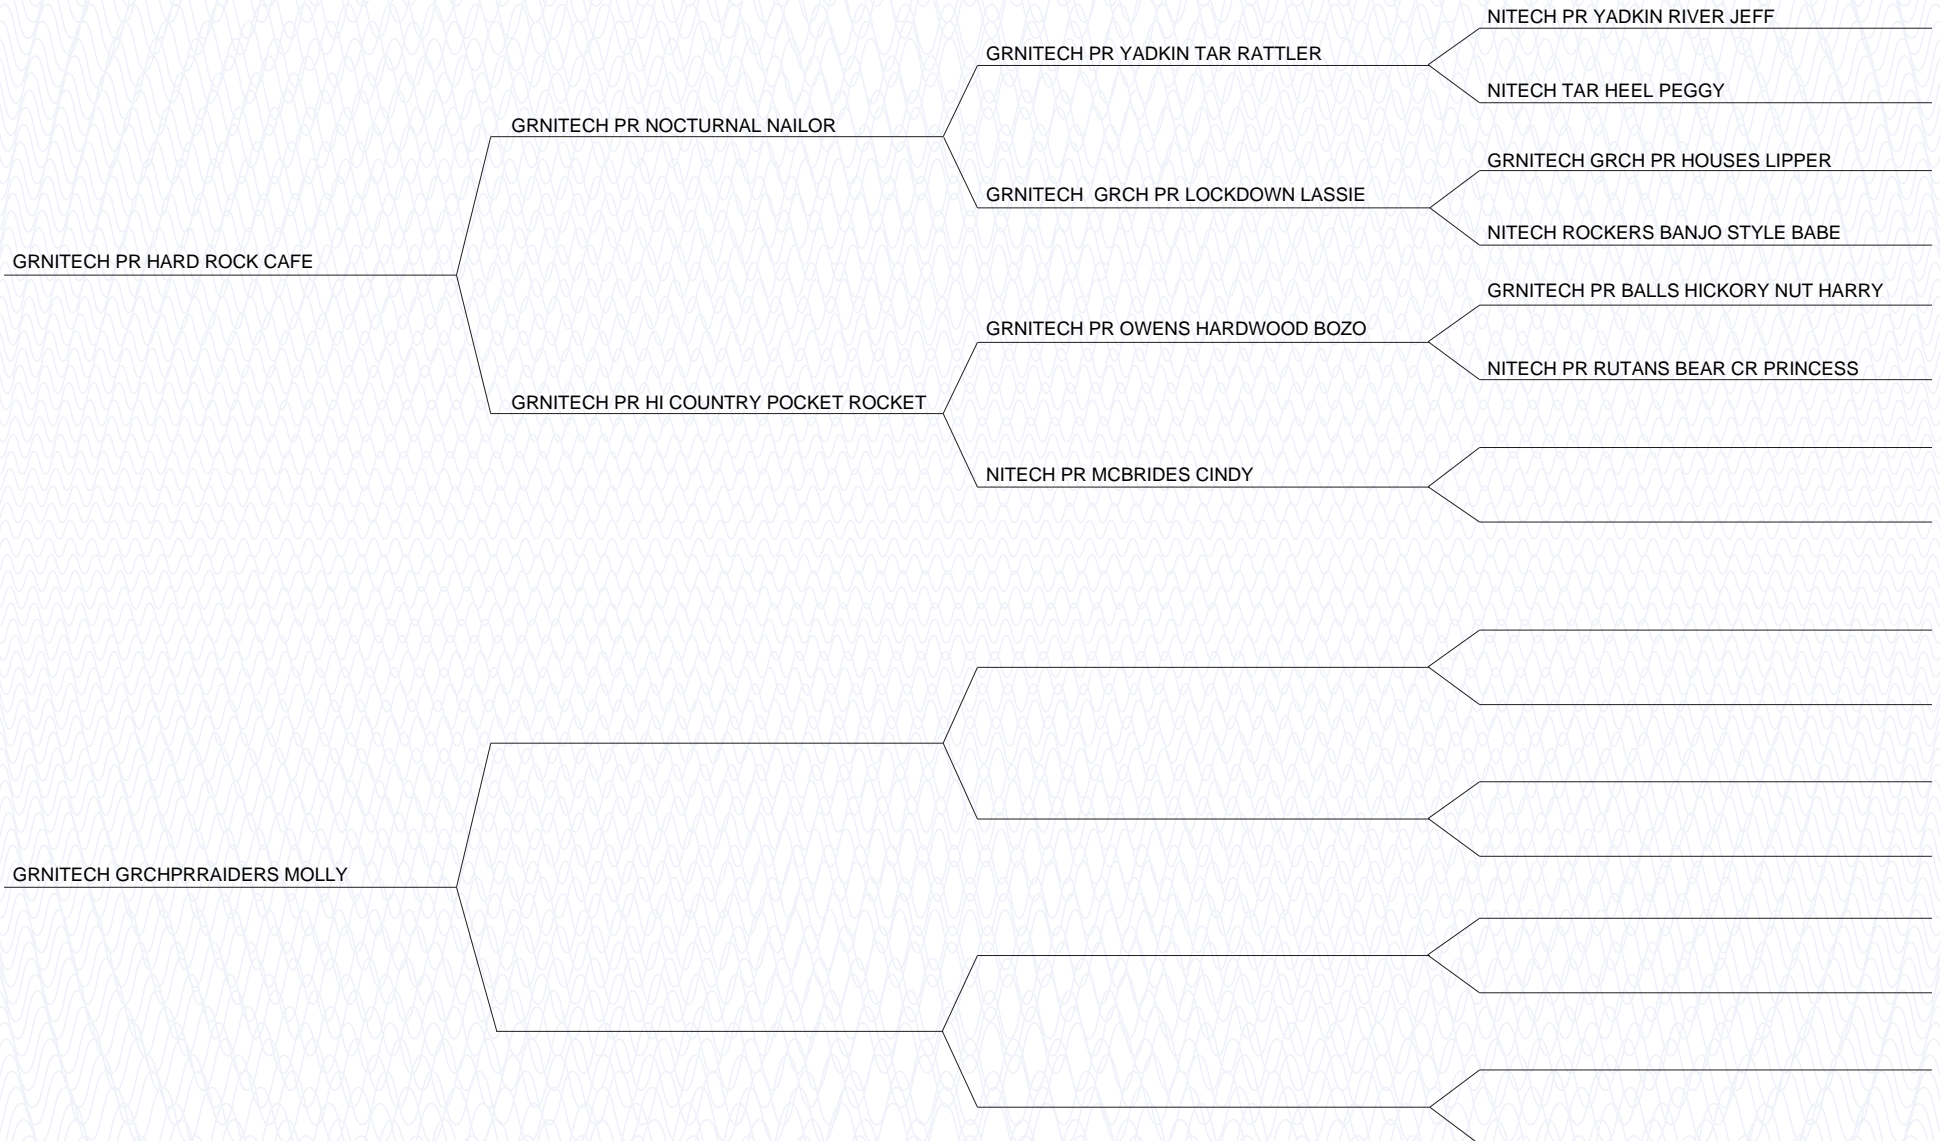 NITECH PR YADKIN RIVER JEFF
GRNITECH PR YADKIN TAR RATTLER
NITECH TAR HEEL PEGGY
GRNITECH PR NOCTURNAL NAILOR
GRNITECH GRCH PR HOUSES LIPPER
GRNITECH  GRCH PR LOCKDOWN LASSIE
NITECH ROCKERS BANJO STYLE BABE
GRNITECH PR HARD ROCK CAFE
GRNITECH PR BALLS HICKORY NUT HARRY
GRNITECH PR OWENS HARDWOOD BOZO
NITECH PR RUTANS BEAR CR PRINCESS
GRNITECH PR HI COUNTRY POCKET ROCKET
NITECH PR MCBRIDES CINDY
GRNITECH GRCHPRRAIDERS MOLLY